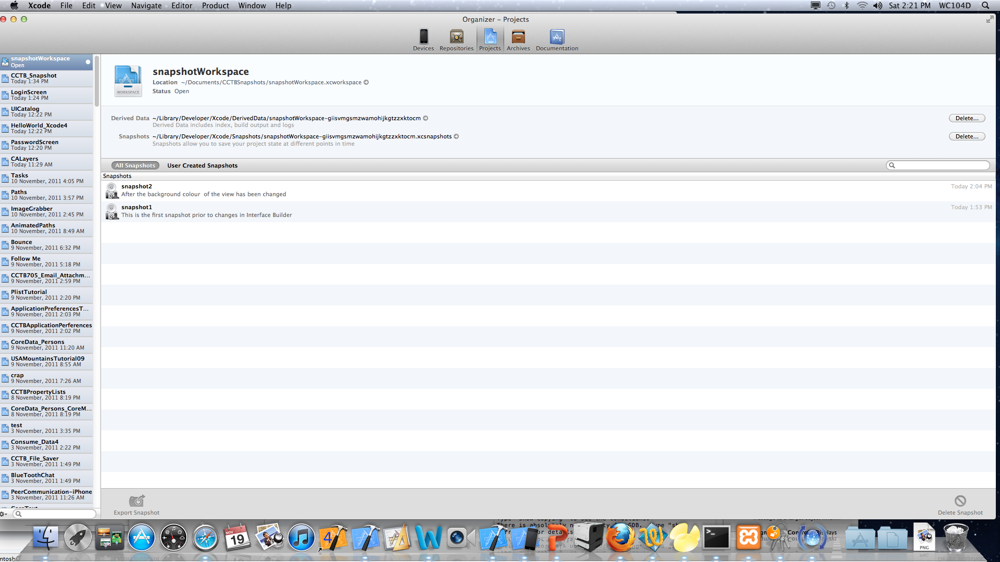 Xcode File Edit View Navigate Editor Product Window Help Sat 2:21 PM WC104D
Organizer – Projects
Devices Repositories Projects Archives Documentation
snapshotWorkspace
Open
CCTB_Snapshot
Today 1:34 PM
LoginScreen
Today 1:24 PM
UICatalog
Today 12:22 PM
HelloWorld_Xcode4
Today 12:22 PM
PasswordScreen
Today 12:20 PM
CALayers
Today 11:29 AM
Tasks
10 November, 2011 4:05 PM
Paths
10 November, 2011 3:57 PM
ImageGrabber
10 November, 2011 2:45 PM
AnimatedPaths
10 November, 2011 8:49 AM
Bounce
9 November, 2011 6:32 PM
Follow Me
9 November, 2011 5:18 PM
CCTB705_Email_Attachm...
9 November, 2011 2:59 PM
PlistTutorial
9 November, 2011 2:20 PM
ApplicationPreferencesT...
9 November, 2011 2:03 PM
CCTBApplicationPerferences
9 November, 2011 2:02 PM
CoreData_Persons
9 November, 2011 11:20 AM
USAMountainsTutorial09
9 November, 2011 8:55 AM
crap
9 November, 2011 7:26 AM
CCTBPropertyLists
8 November, 2011 8:19 PM
CoreData_Persons_CoreM...
8 November, 2011 8:19 PM
test
3 November, 2011 3:35 PM
Consume_Data4
3 November, 2011 2:22 PM
CCTB_File_Saver
3 November, 2011 1:49 PM
BlueToothChat
3 November, 2011 1:49 PM
PeerCommunication-iPhone
3 November, 2011 11:26 AM
WORKSPACE
snapshotWorkspace
Location ~/Documents/CCTBSnapshots/snapshotWorkspace.xcworkspace
Status Open
Derived Data ~/Library/Developer/Xcode/DerivedData/snapshotWorkspace-giisvmgsmzwamohijkgtzzxktocm Delete...
Derived Data includes index, build output and logs
Snapshots ~/Library/Developer/Xcode/Snapshots/snapshotWorkspace-giisvmgsmzwamohijkgtzzxktocm.xcsnapshots Delete...
Snapshots allow you to save your project state at different points in time
All Snapshots User Created Snapshots
Snapshots
snapshot2 Today 2:04 PM
After the background colour of the view has been changed
snapshot1 Today 1:53 PM
This is the first snapshot prior to changes in Interface Builder
Export Snapshot Delete Snapshot
There is absolutely GDB.
NOV
19
4
PNG